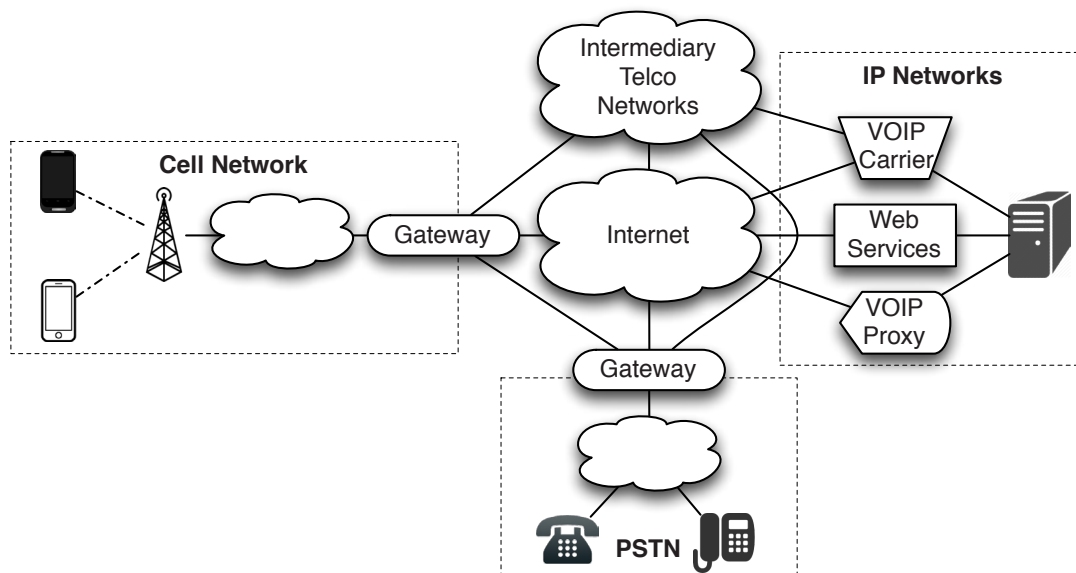 Intermediary
Telco
Networks
IP Networks
VOIP
Carrier
Cell Network
Gateway
Internet
Web
Services
VOIP
Proxy
Gateway
PSTN